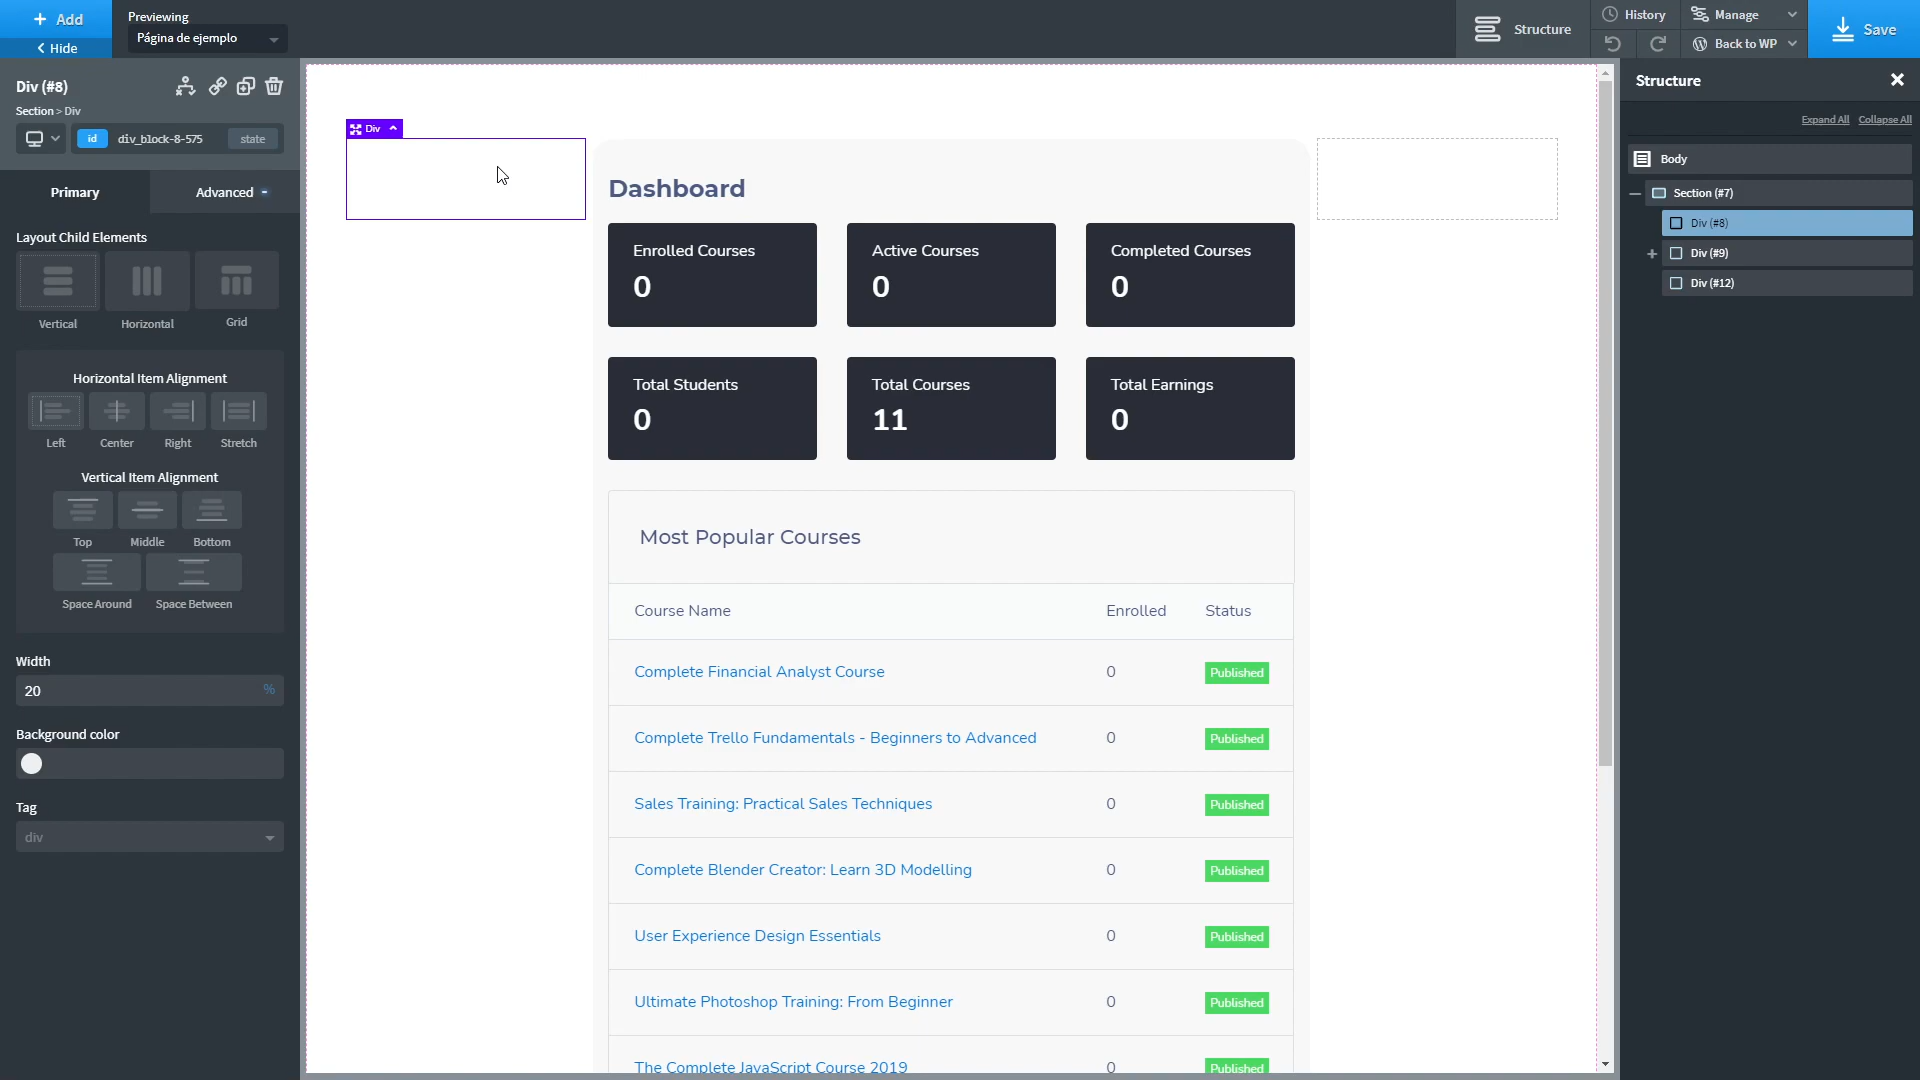 Add
Hide
Previewing
Página de ejemplo
Structure
History
Manage
Back to WP
Save
Div (#8)
Section > Div
id
div_block-8-575
state
Primary
Advanced
Layout Child Elements
Vertical
Horizontal
Grid
Horizontal Item Alignment
Left
Center
Right
Stretch
Vertical Item Alignment
Top
Middle
Bottom
Space Around
Space Between
Width
20
%
Background color
Tag
div
Div
Dashboard
Enrolled Courses
0
Active Courses
0
Completed Courses
0
Total Students
0
Total Courses
11
Total Earnings
0
Most Popular Courses
Course Name
Enrolled
Status
Complete Financial Analyst Course
0
Published
Complete Trello Fundamentals - Beginners to Advanced
0
Published
Sales Training: Practical Sales Techniques
0
Published
Complete Blender Creator: Learn 3D Modelling
0
Published
User Experience Design Essentials
0
Published
Ultimate Photoshop Training: From Beginner
0
Published
The Complete JavaScript Course 2019
0
Published
Structure
Expand All
Collapse All
Body
Section (#7)
Div (#8)
Div (#9)
Div (#12)